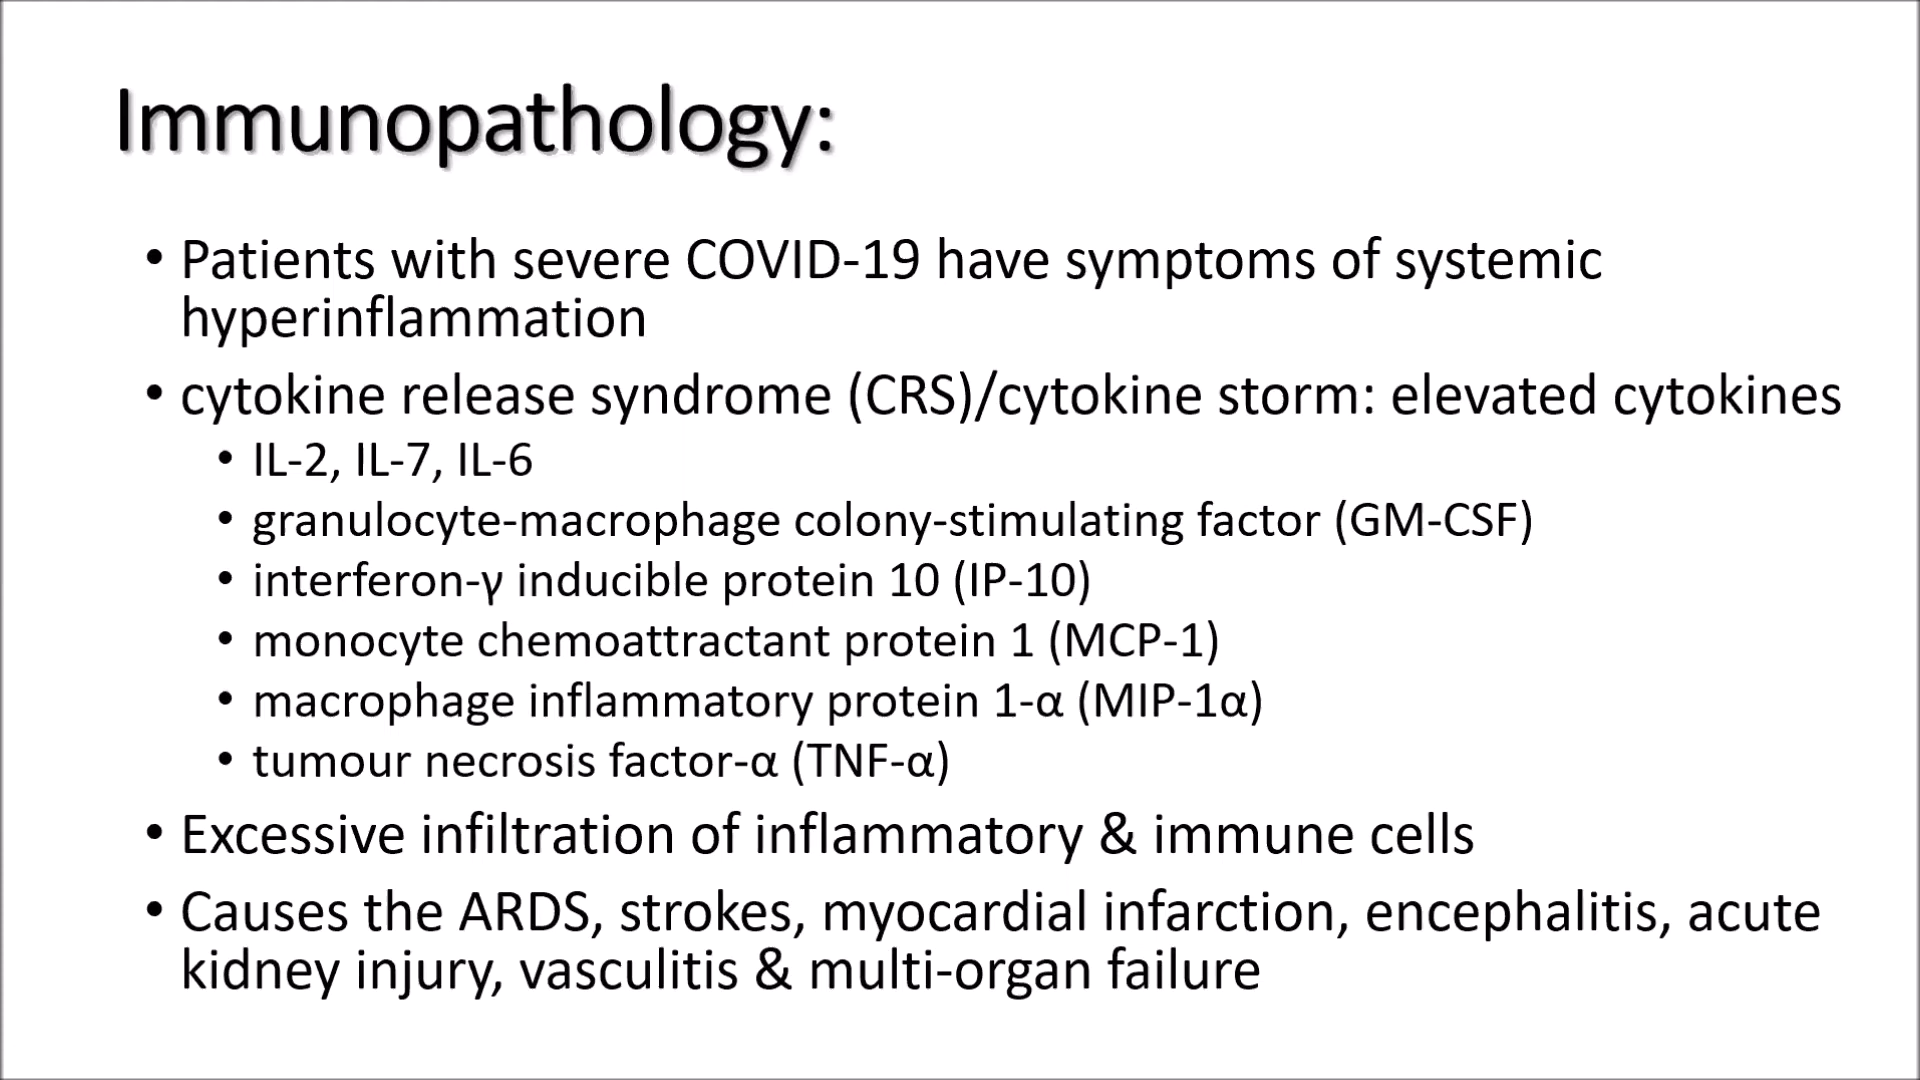 Immunopathology:
• Patients with severe COVID-19 have symptoms of systemic
hyperinflammation
• cytokine release syndrome (CRS)/cytokine storm: elevated cytokines
• IL-2, IL-7, IL-6
• granulocyte-macrophage colony-stimulating factor (GM-CSF)
• interferon-γ inducible protein 10 (IP-10)
• monocyte chemoattractant protein 1 (MCP-1)
• macrophage inflammatory protein 1-α (MIP-1α)
• tumour necrosis factor-α (TNF-α)
• Excessive infiltration of inflammatory & immune cells
• Causes the ARDS, strokes, myocardial infarction, encephalitis, acute
kidney injury, vasculitis & multi-organ failure